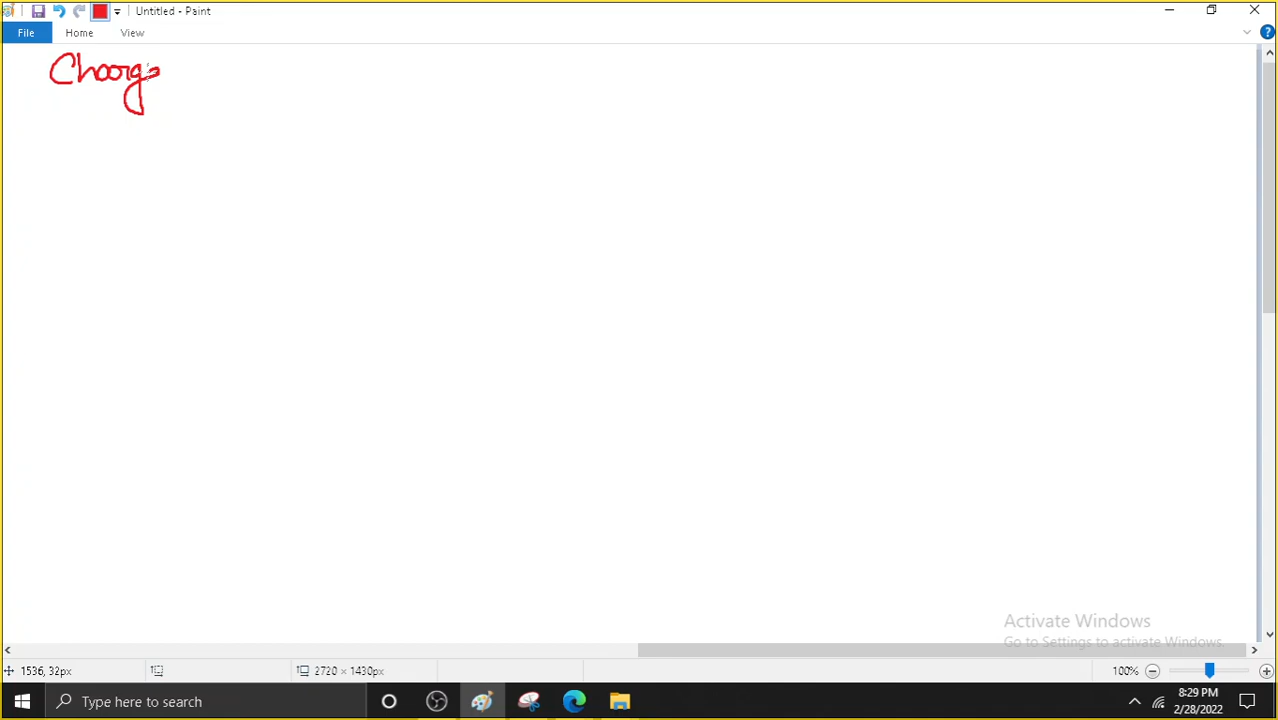 Untitled - Paint
File Home View
Charge
Activate Windows
Go to Settings to activate Windows.
1536, 32px 2720 × 1430px 100%
Type here to search
8:29 PM
2/28/2022